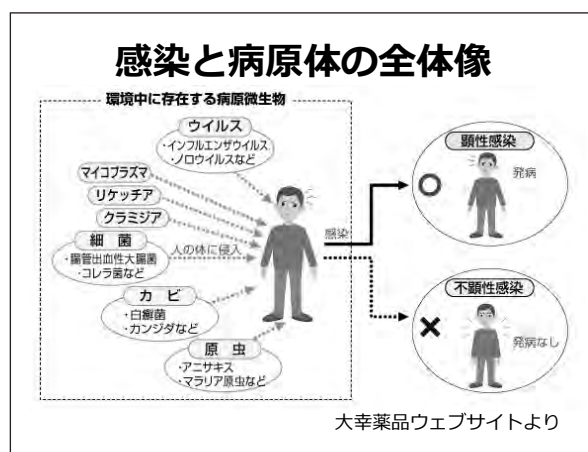 感染と病原体の全体像
環境中に存在する病原微生物
ウイルス
・インフルエンザウイルス
・ノロウイルスなど
マイコプラズマ
リケッチア
クラミジア
細菌
・腸管出血性大腸菌
・コレラ菌など
人の体に侵入
カビ
・白癬菌
・カンジダなど
原虫
・アニサキス
・マラリア原虫など
感染
顕性感染
発病
不顕性感染
発病なし
大幸薬品ウェブサイトより